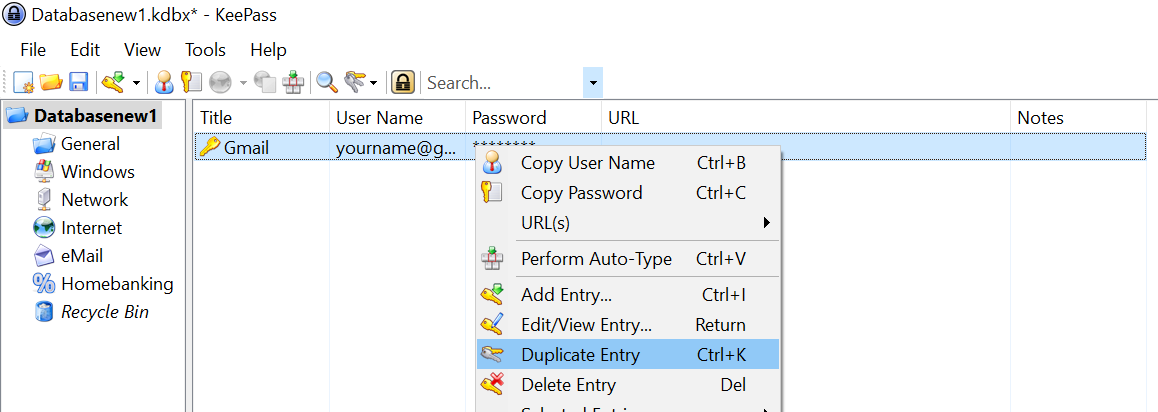 Databasenew1.kdbx* - KeePass
File Edit View Tools Help
Search...
Databasenew1
General
Windows
Network
Internet
eMail
Homebanking
Recycle Bin
Title User Name Password URL Notes
Gmail yourname@g... ********
Copy User Name Ctrl+B
Copy Password Ctrl+C
URL(s)
Perform Auto-Type Ctrl+V
Add Entry... Ctrl+I
Edit/View Entry... Return
Duplicate Entry Ctrl+K
Delete Entry Del